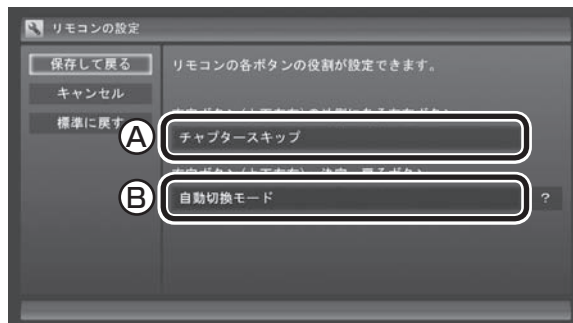 リモコンの設定
保存して戻る
リモコンの各ボタンの役割が設定できます。
キャンセル
標準に戻す
A
チャプタースキップ
B
自動切換モード
?